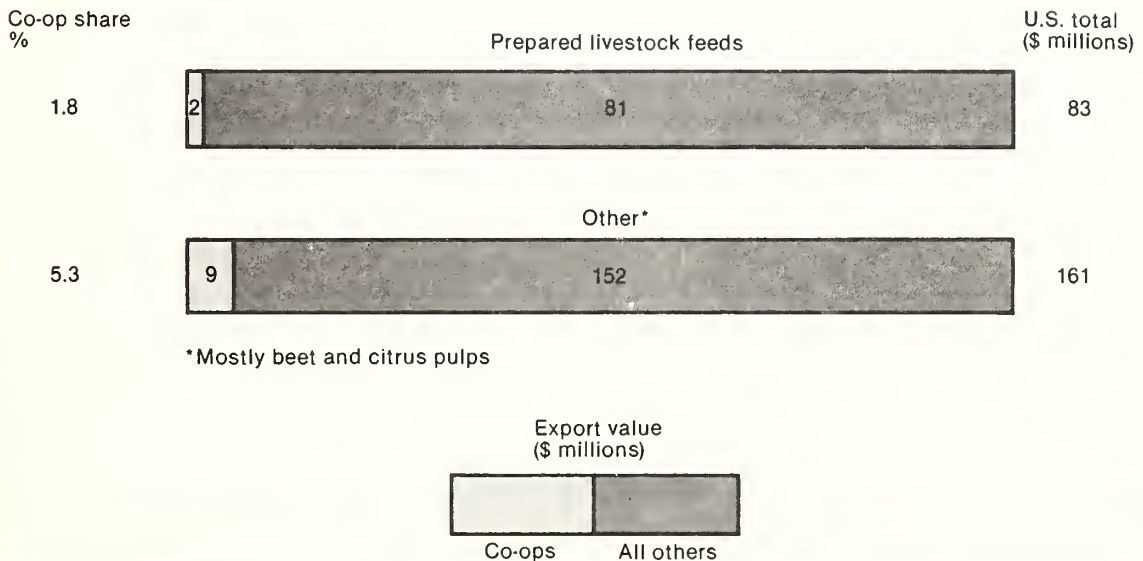 Co-op share
%
Prepared livestock feeds
U.S. total
($ millions)
1.8
2
81
83
Other*
5.3
9
152
161
*Mostly beet and citrus pulps
Export value
($ millions)
Co-ops
All others